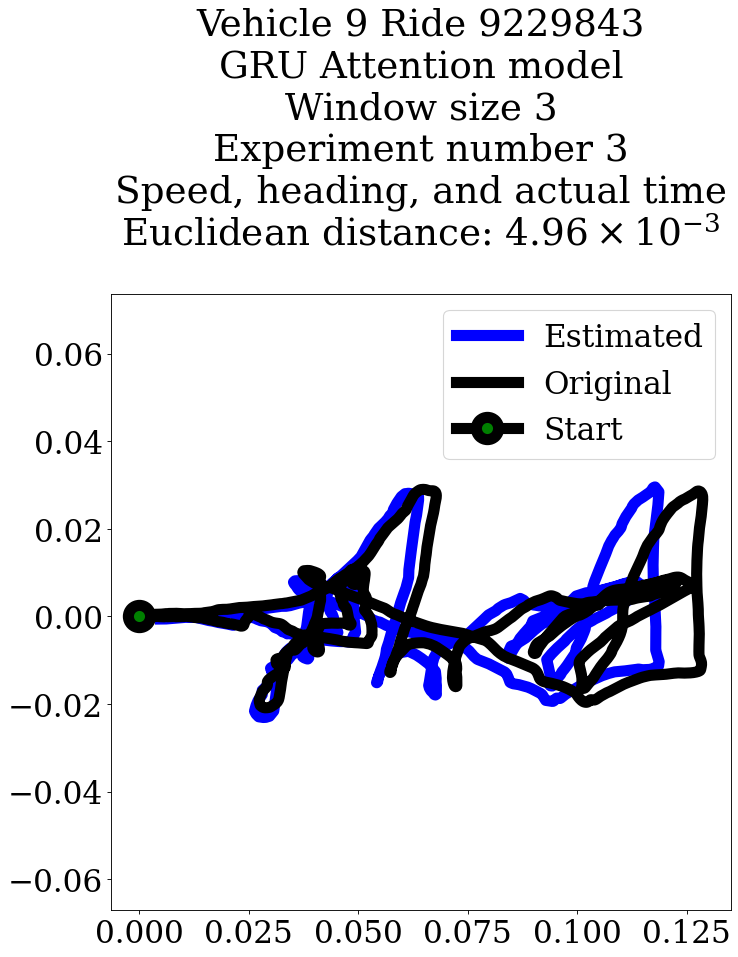 Vehicle 9 Ride 9229843
GRU Attention model
Window size 3
Experiment number 3
Speed, heading, and actual time
Euclidean distance: 4.96 × 10⁻³
Estimated
Original
Start
0.06
0.04
0.02
0.00
−0.02
−0.04
−0.06
0.000 0.025 0.050 0.075 0.100 0.125